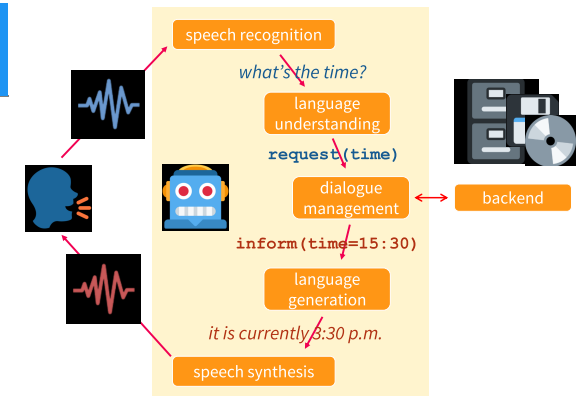 speech recognition
what's the time?
language
understanding
request(time)
dialogue
management
backend
inform(time=15:30)
language
generation
it is currently 3:30 p.m.
speech synthesis